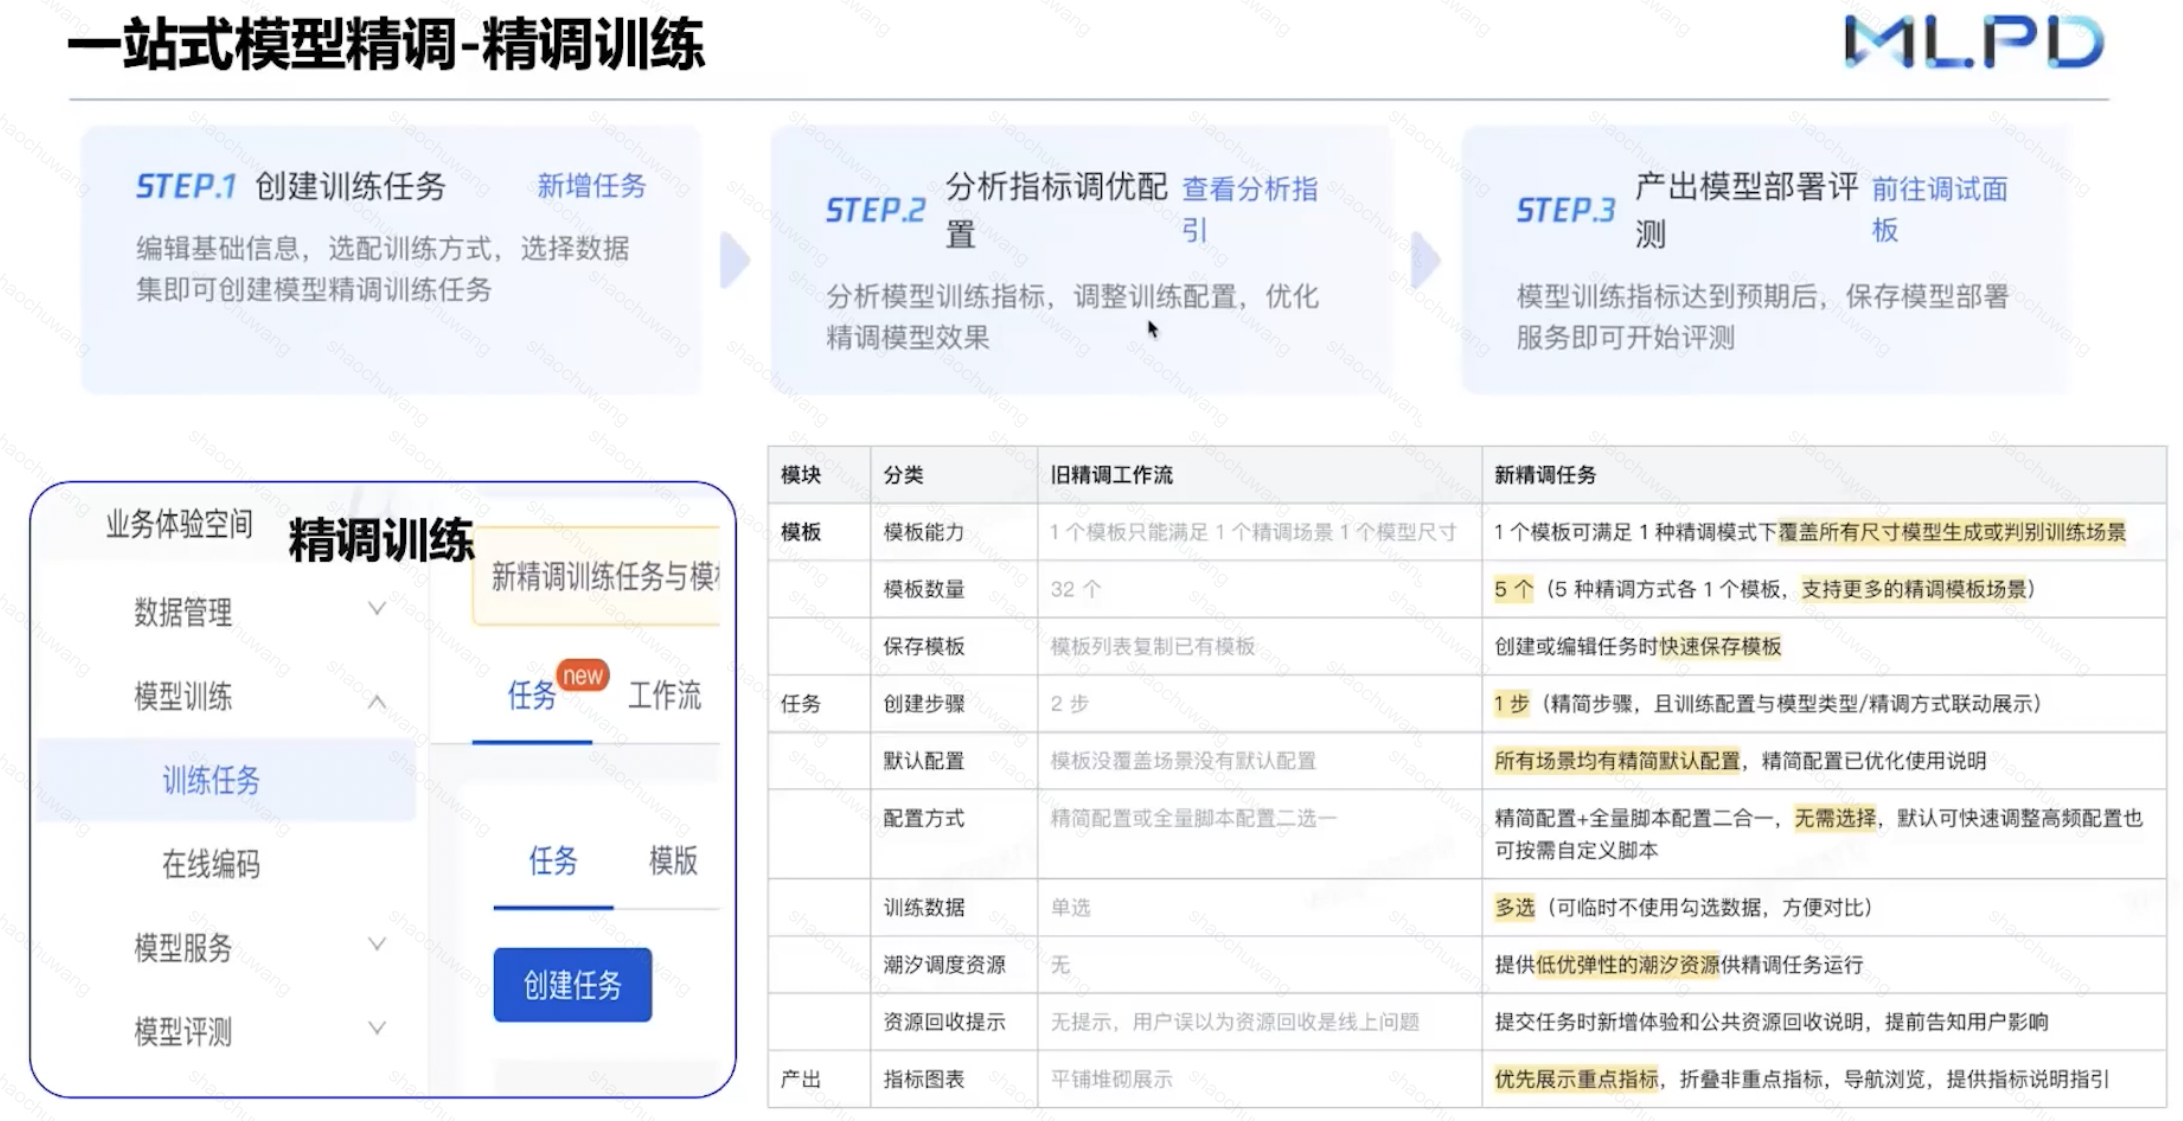 一站式模型精调-精调训练
MLPD
STEP.1 创建训练任务 新增任务
编辑基础信息，选配训练方式，选择数据
集即可创建模型精调训练任务
STEP.2 分析指标调优配
置
查看分析指
引
分析模型训练指标，调整训练配置，优化
精调模型效果
STEP.3 产出模型部署评
测
前往调试面
板
模型训练指标达到预期后，保存模型部署
服务即可开始评测
业务体验空间
精调训练
数据管理
模型训练
训练任务
在线编码
模型服务
模型评测
新精调训练任务与模
任务 new 工作流
任务 模版
创建任务
模块 分类 旧精调工作流 新精调任务
模板 模板能力 1 个模板只能满足 1 个精调场景 1 个模型尺寸 1 个模板可满足 1 种精调模式下覆盖所有尺寸模型生成或判别训练场景
模板数量 32 个 5 个（5 种精调方式各 1 个模板，支持更多的精调模板场景）
保存模板 模板列表复制已有模板 创建或编辑任务时快速保存模板
任务 创建步骤 2 步 1 步（精简步骤，且训练配置与模型类型/精调方式联动展示）
默认配置 模板没覆盖场景没有默认配置 所有场景均有精简默认配置，精简配置已优化使用说明
配置方式 精简配置或全量脚本配置二选一 精简配置+全量脚本配置二合一，无需选择，默认可快速调整高频配置也
可按需自定义脚本
训练数据 单选 多选（可临时不使用勾选数据，方便对比）
潮汐调度资源 无 提供低优弹性的潮汐资源供精调任务运行
资源回收提示 无提示，用户误以为资源回收是线上问题 提交任务时新增体验和公共资源回收说明，提前告知用户影响
产出 指标图表 平铺堆砌展示 优先展示重点指标，折叠非重点指标，导航浏览，提供指标说明指引
shaochuwang